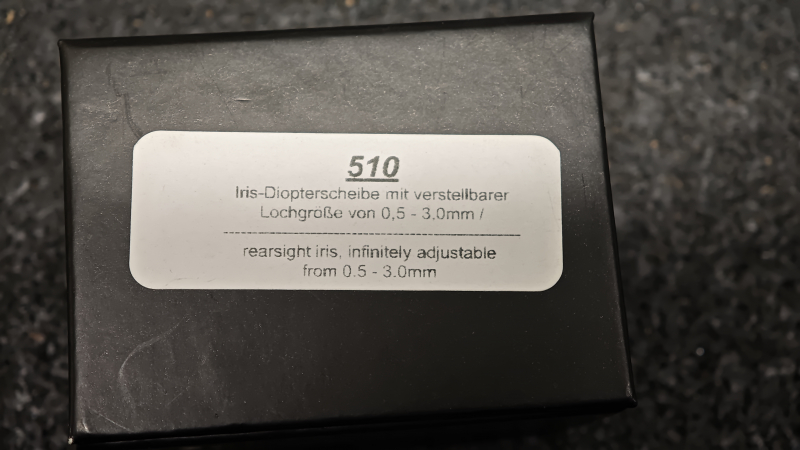 510
Iris-Diopterscheibe mit verstellbarer
Lochgröße von 0,5 - 3,0mm /
rearsight iris, infinitely adjustable
from 0.5 - 3.0mm